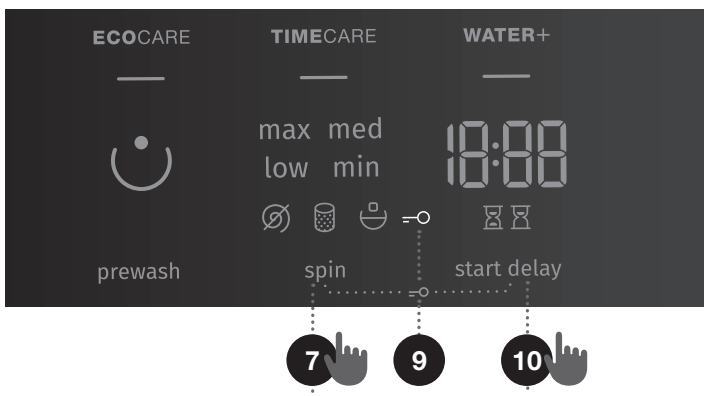 ECOCARE TIMECARE WATER+
max med
low min
18:88
prewash spin start delay
7 9 10